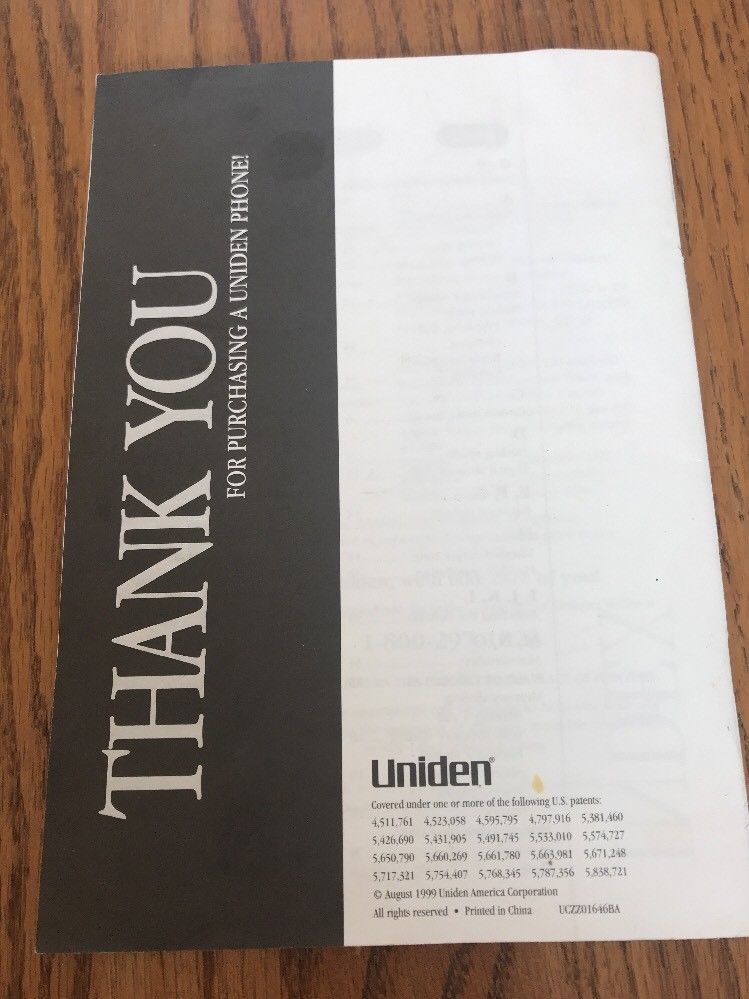 THANK YOU
FOR PURCHASING A UNIDEN PHONE!
Uniden®
Covered under one or more of the following U.S. patents:
4,511,761 4,523,058 4,595,795 4,797,916 5,381,460
5,426,690 5,431,905 5,491,745 5,533,010 5,574,727
5,650,790 5,660,269 5,661,780 5,663,981 5,671,248
5,717,321 5,754,407 5,768,345 5,787,356 5,838,721
© August 1999 Uniden America Corporation
All rights reserved • Printed in China UCZZ01646BA